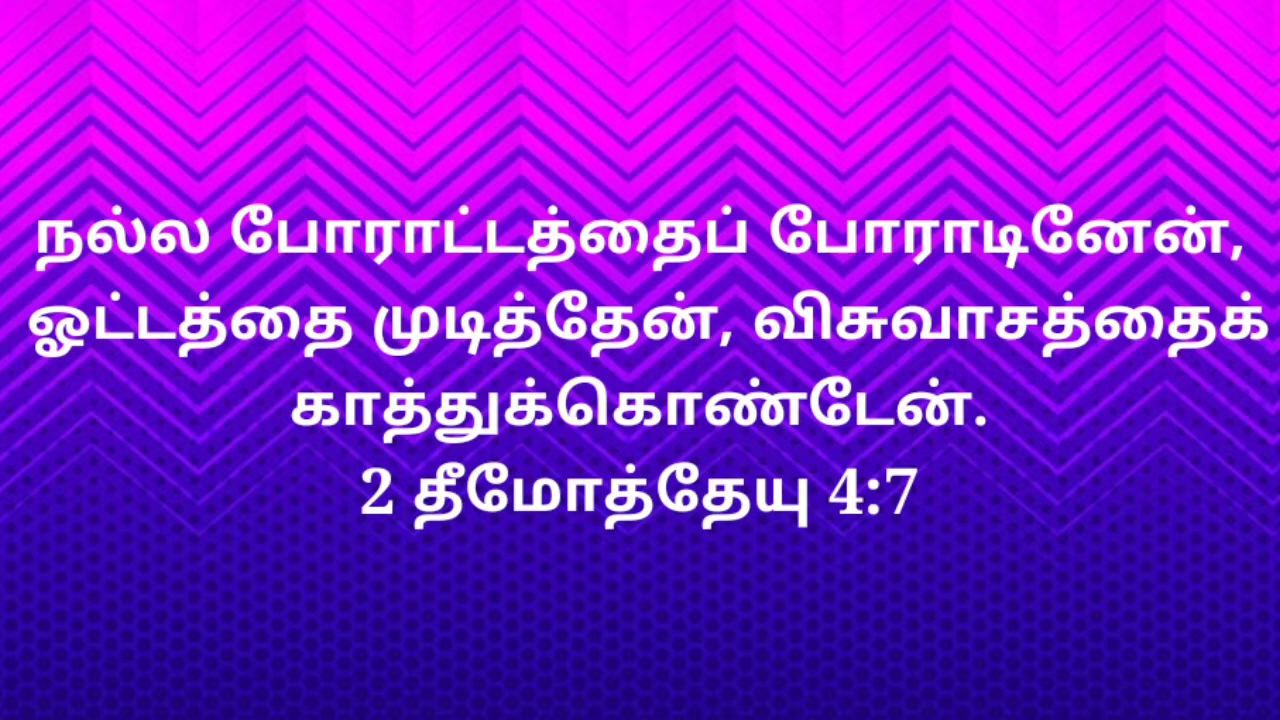 நல்ல போராட்டத்தைப் போராடினேன்,
ஓட்டத்தை முடித்தேன், விசுவாசத்தைக்
காத்துக்கொண்டேன்.
2 தீமோத்தேயு 4:7